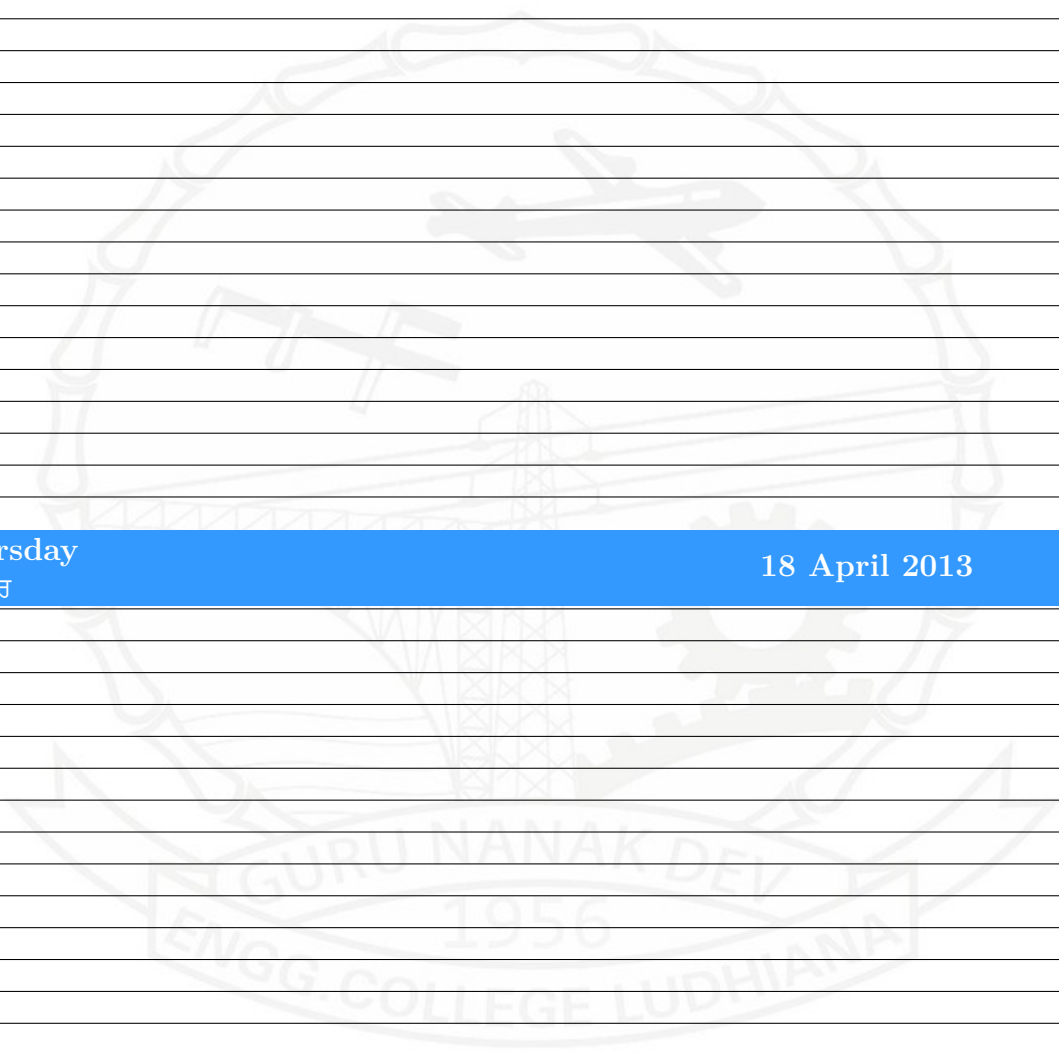 rsday
ਰ
18 April 2013
GURU NANAK DEV
1956
ENGG.COLLEGE LUDHIANA